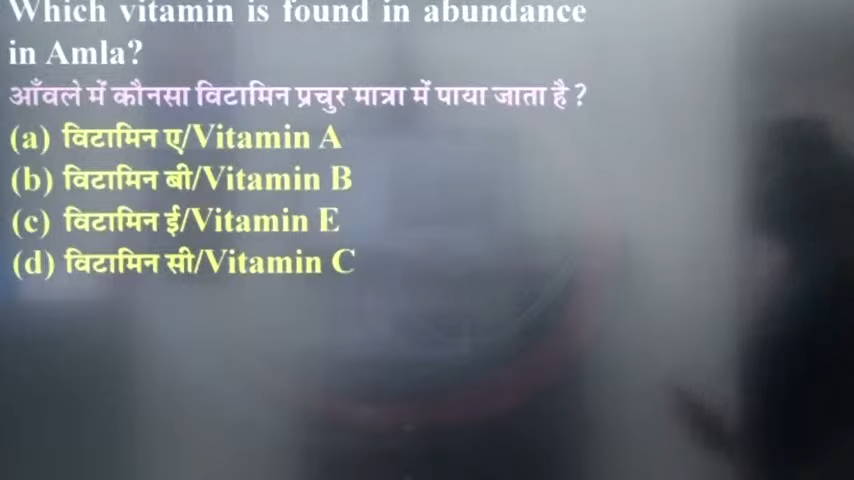 Which vitamin is found in abundance
in Amla?
आँवले में कौनसा विटामिन प्रचुर मात्रा में पाया जाता है ?
(a) विटामिन ए/Vitamin A
(b) विटामिन बी/Vitamin B
(c) विटामिन ई/Vitamin E
(d) विटामिन सी/Vitamin C